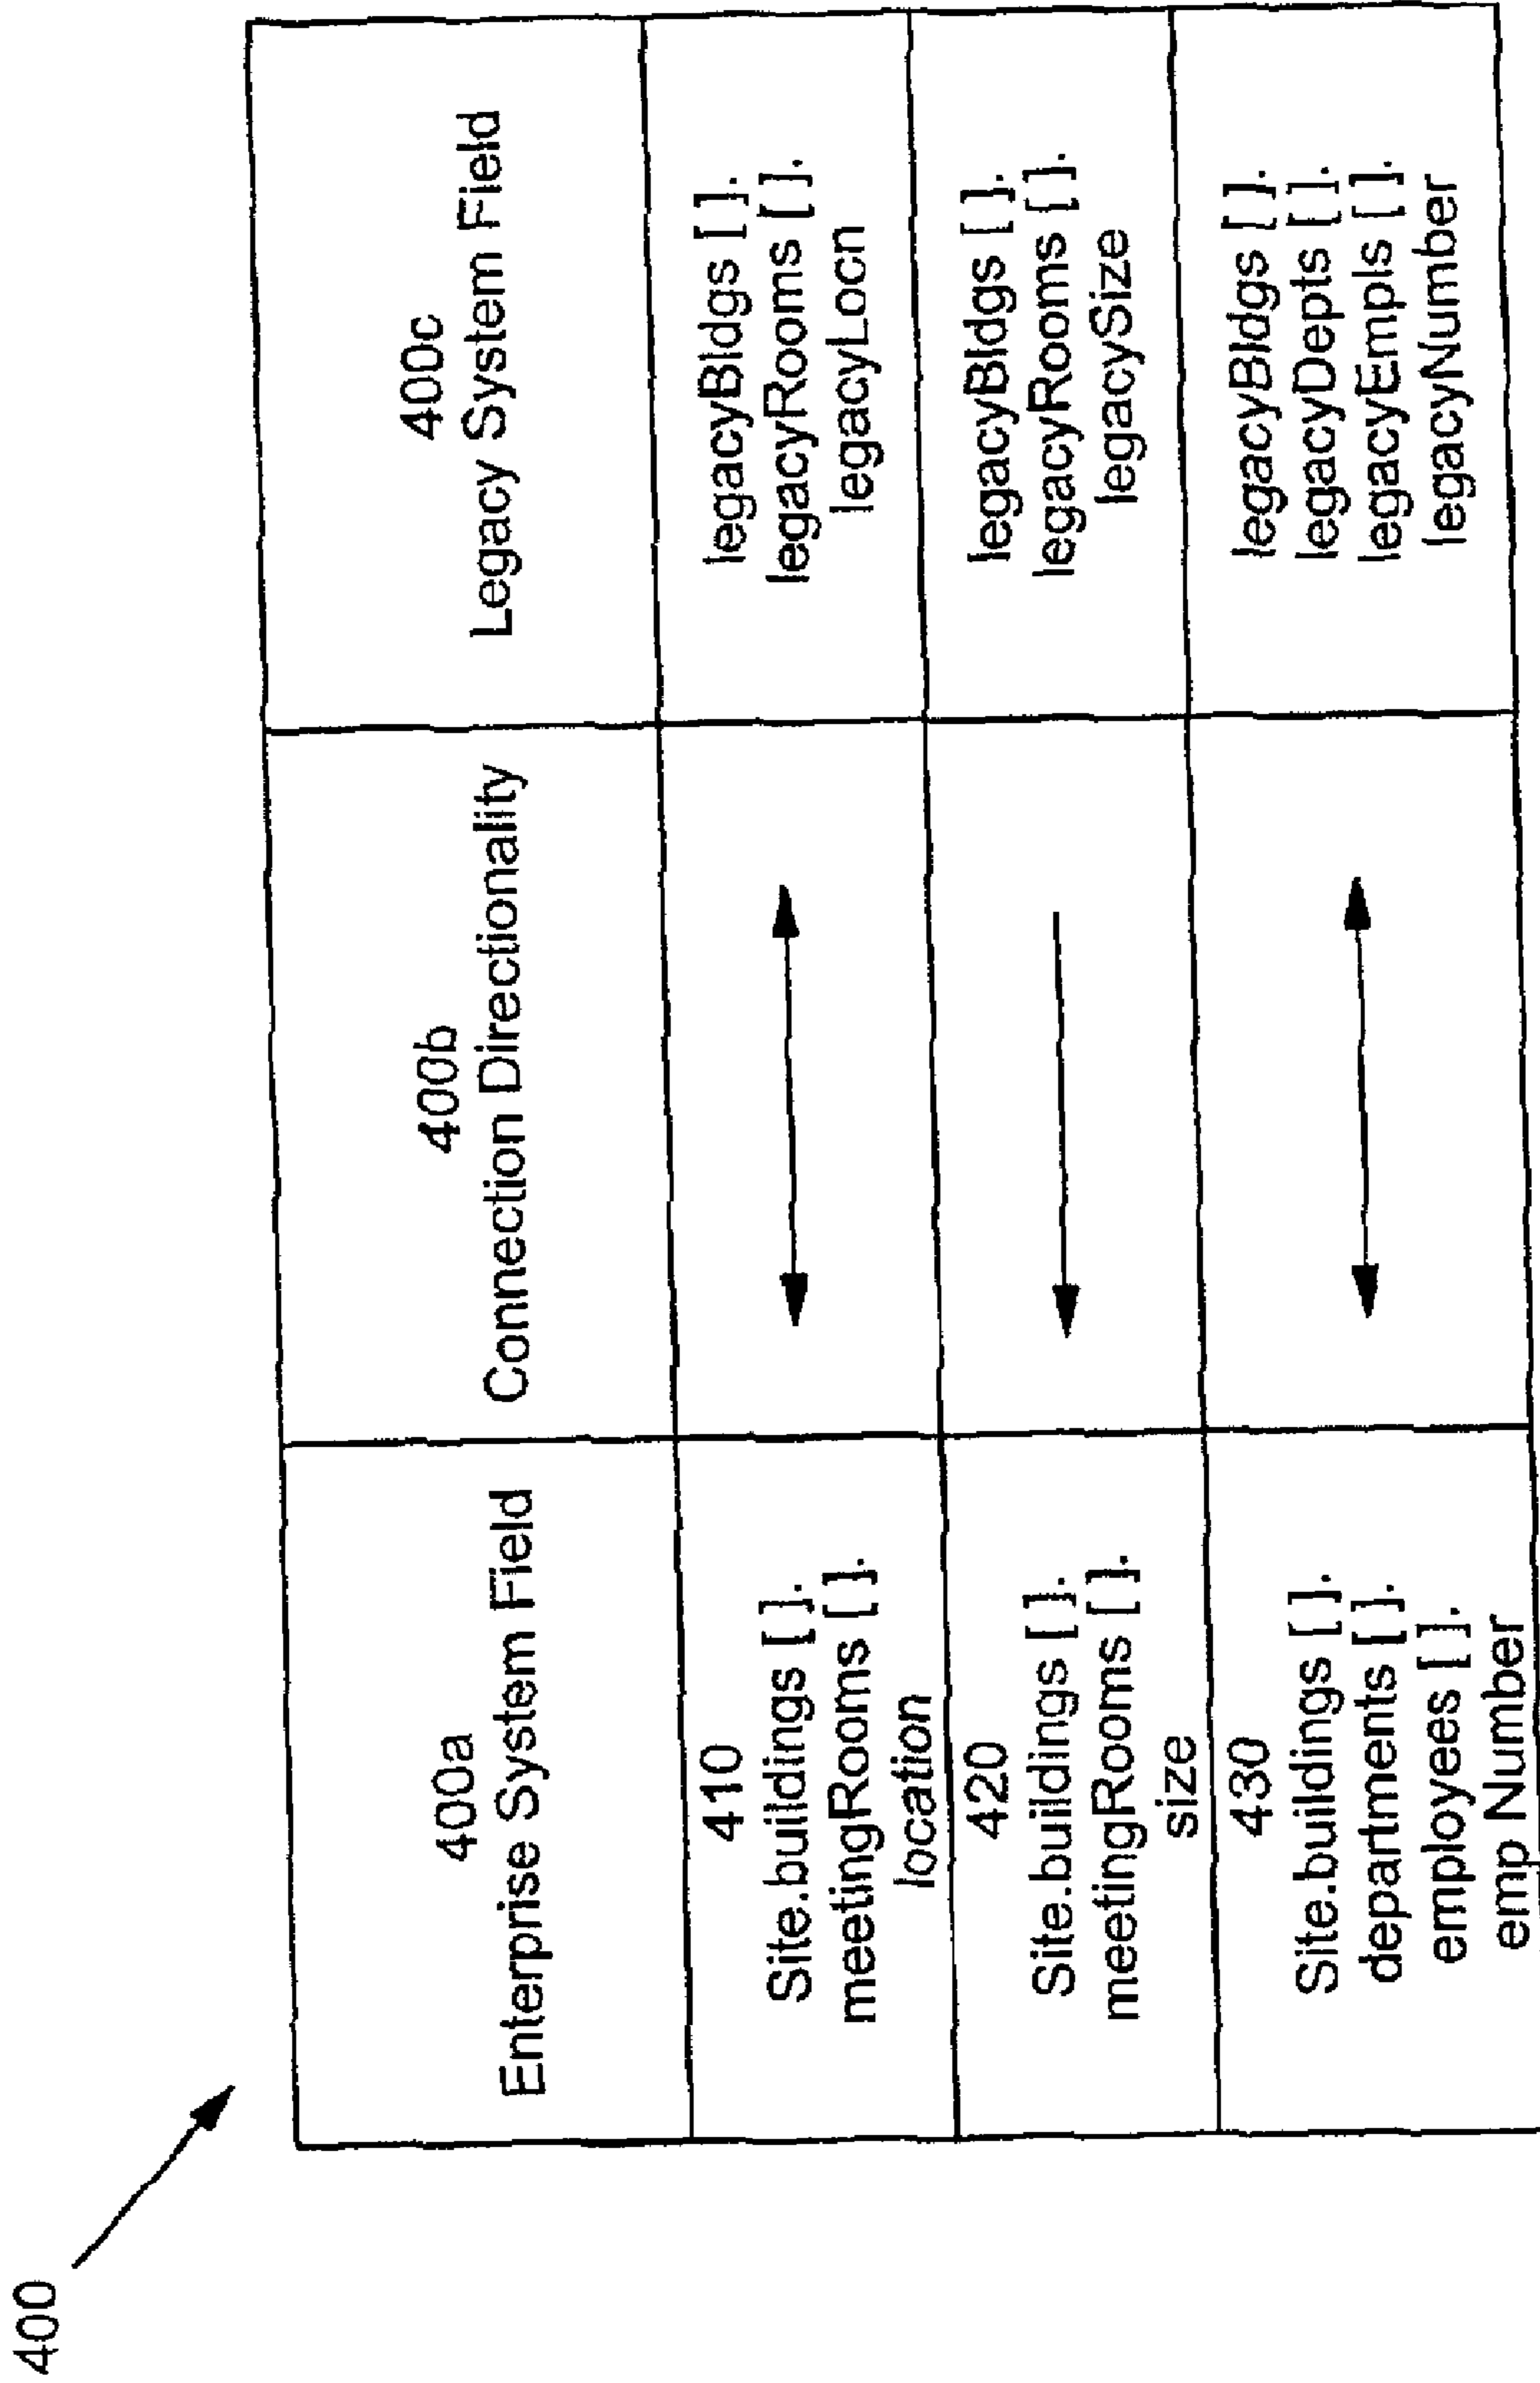 400
400a
Enterprise System Field
400b
Connection Directionality
400c
Legacy System Field
410
Site.buildings [ ].
meetingRooms [ ].
location
legacyBldgs [ ].
legacyRooms [ ].
legacyLocn
420
Site.buildings [ ].
meetingRooms [ ].
size
legacyBldgs [ ].
legacyRooms [ ].
legacySize
430
Site.buildings [ ].
departments [ ].
employees [ ].
emp Number
legacyBldgs [ ].
legacyDepts [ ].
legacyEmpls [ ].
legacyNumber